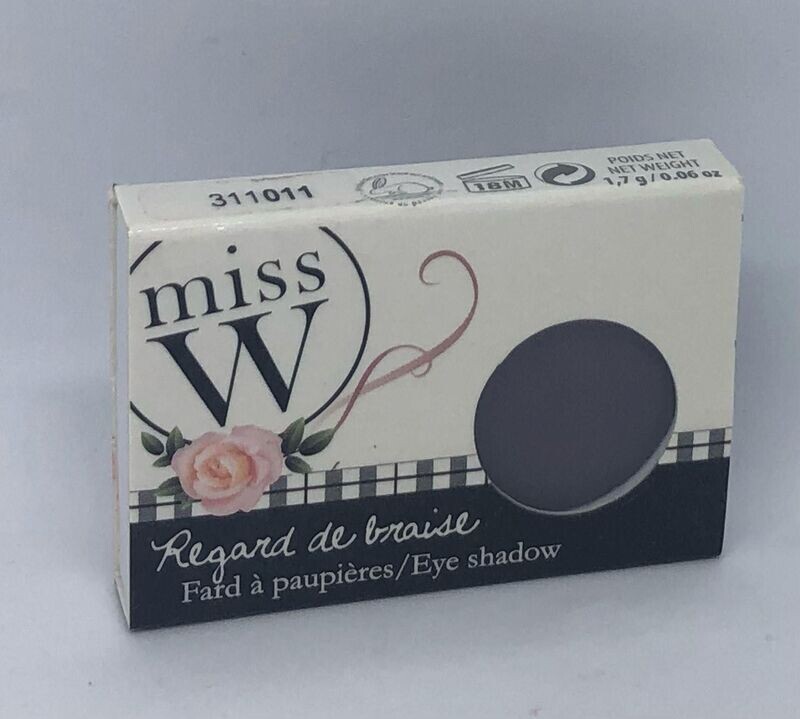 311011
18M
POIDS NET
NET WEIGHT
1,7 g / 0.06 oz
miss
W
Regard de braise
Fard à paupières/Eye shadow